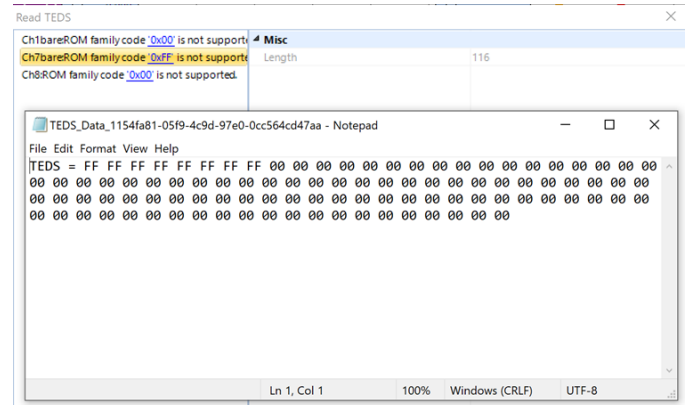 Read TEDS
Ch1bare:ROM family code '0x00' is not supporte
Ch7bare:ROM family code '0xFF' is not supporte
Ch8:ROM family code '0x00' is not supported.
Misc
Length 116
TEDS_Data_1154fa81-05f9-4c9d-97e0-0cc564cd47aa - Notepad
File Edit Format View Help
TEDS = FF FF FF FF FF FF FF FF 00 00 00 00 00 00 00 00 00 00 00 00 00 00 00 00 00
00 00 00 00 00 00 00 00 00 00 00 00 00 00 00 00 00 00 00 00 00 00 00 00 00 00 00
00 00 00 00 00 00 00 00 00 00 00 00 00 00 00 00 00 00 00 00 00 00 00 00 00 00 00
00 00 00 00 00 00 00 00 00 00 00 00 00 00 00 00 00 00 00 00 00
Ln 1, Col 1 100% Windows (CRLF) UTF-8